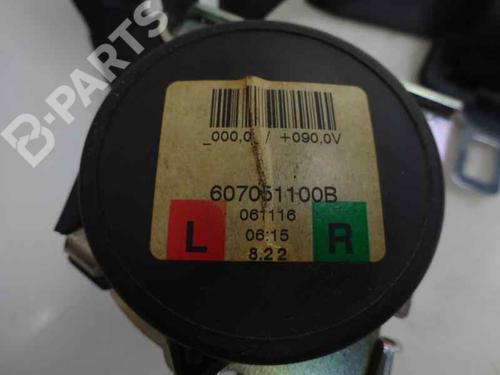 B-PARTS
_000,0 / +090,0V
607051100B
061116
L
R
06:15
8.22